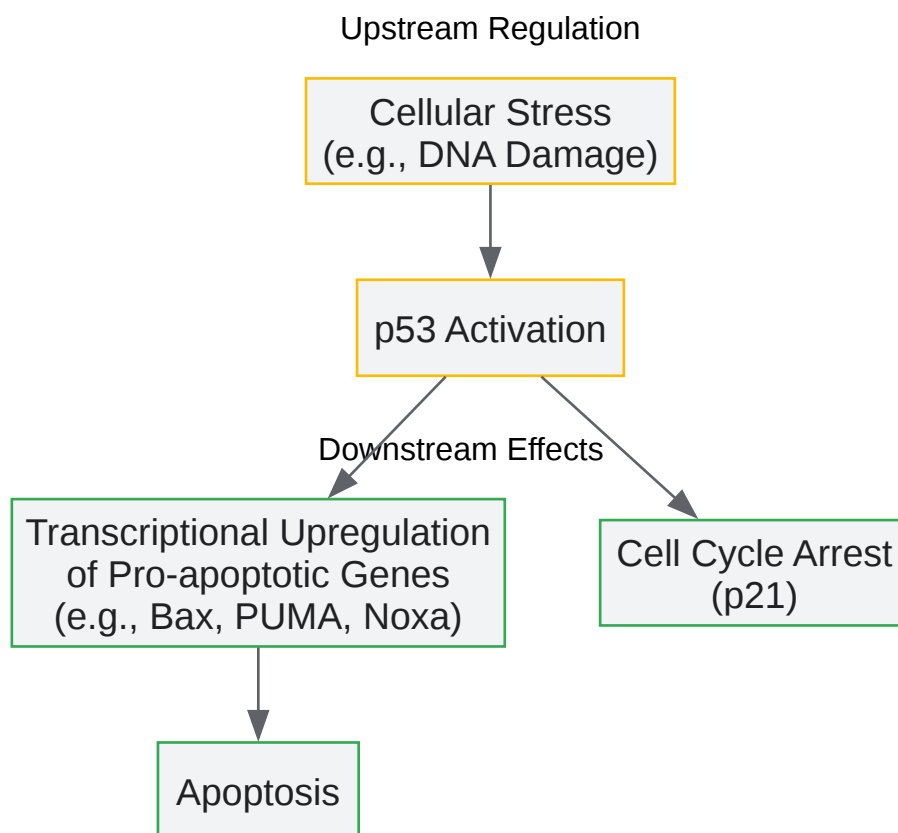 Upstream Regulation
Cellular Stress
(e.g., DNA Damage)
p53 Activation
Downstream Effects
Transcriptional Upregulation
of Pro-apoptotic Genes
(e.g., Bax, PUMA, Noxa)
Cell Cycle Arrest
(p21)
Apoptosis